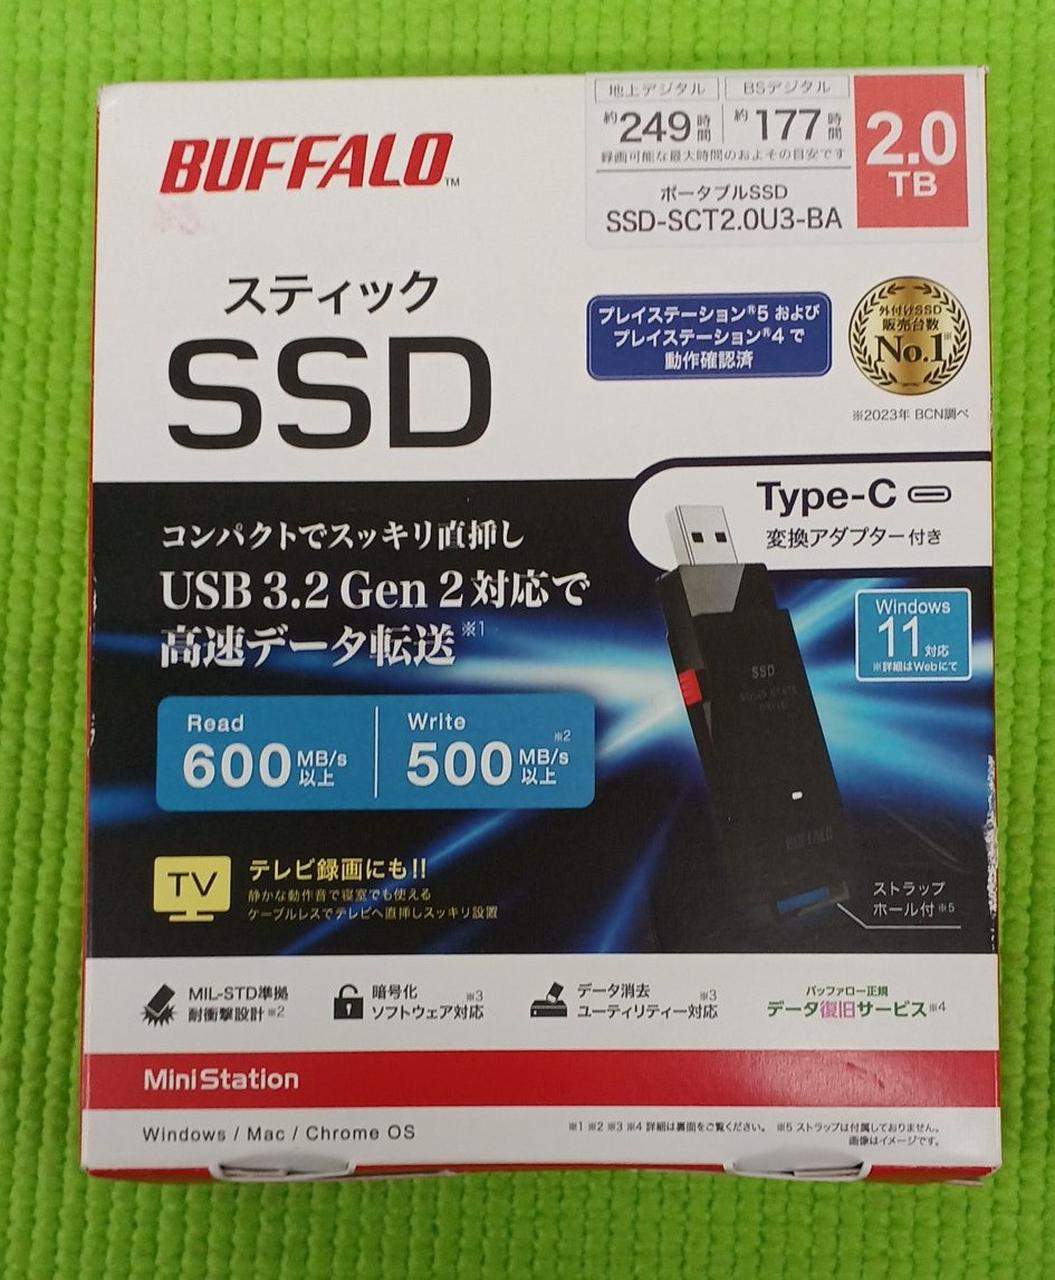 BUFFALO™
地上デジタル
BSデジタル
約249時間
約177時間
録画可能な最大時間のおよその目安です
2.0
TB
ポータブルSSD
SSD-SCT2.0U3-BA
スティック
SSD
プレイステーション®5 および
プレイステーション®4 で
動作確認済
外付けSSD
販売台数
No.1※
※2023年 BCN調べ
Type-C
変換アダプター付き
コンパクトでスッキリ直挿し
USB 3.2 Gen 2 対応で
高速データ転送※1
Windows
11 対応
※詳細はWebにて
SSD
SOLID STATE
DRIVE
Read
600 MB/s 以上
Write
500 MB/s 以上 ※2
BUFFALO
TV
テレビ録画にも!!
静かな動作音で寝室でも使える
ケーブルレスでテレビへ直挿しスッキリ設置
ストラップ
ホール付※5
MIL-STD準拠
耐衝撃設計※2
暗号化
ソフトウェア対応※3
データ消去
ユーティリティー対応※3
バッファロー正規
データ復旧サービス※4
MiniStation
Windows / Mac / Chrome OS
※1 ※2 ※3 ※4 詳細は裏面をご覧ください。 ※5 ストラップは付属しておりません。
画像はイメージです。